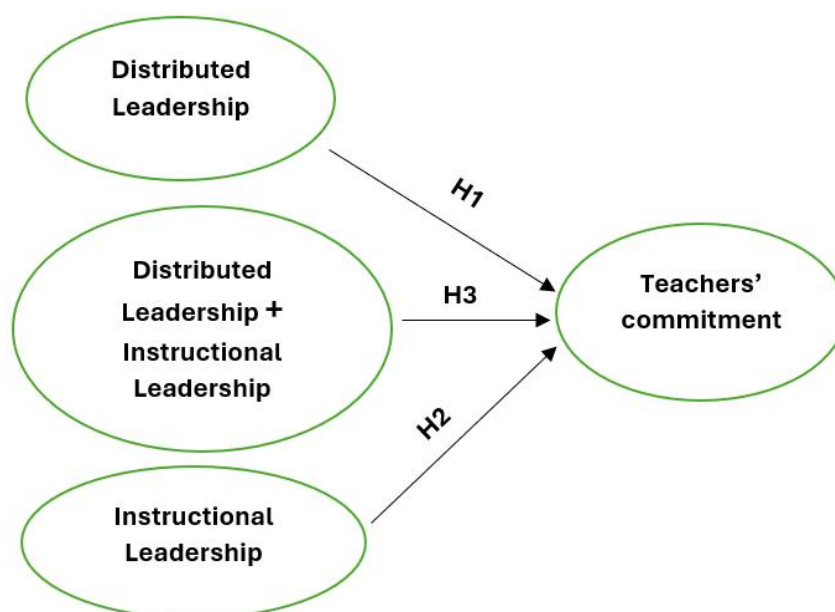 Distributed
Leadership
H1
Distributed
Leadership +
Instructional
Leadership
H3
Teachers’
commitment
H2
Instructional
Leadership